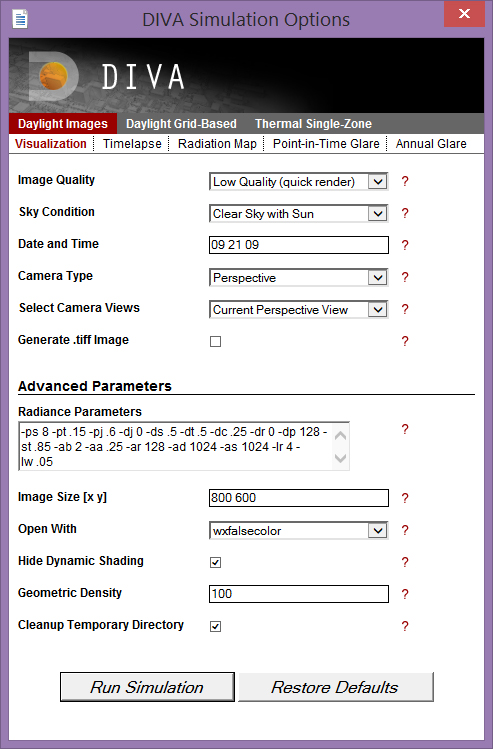 DIVA Simulation Options
DIVA
Daylight Images Daylight Grid-Based Thermal Single-Zone
Visualization Timelapse Radiation Map Point-in-Time Glare Annual Glare
Image Quality Low Quality (quick render) ?
Sky Condition Clear Sky with Sun ?
Date and Time 09 21 09 ?
Camera Type Perspective ?
Select Camera Views Current Perspective View ?
Generate .tiff Image ?
Advanced Parameters
Radiance Parameters ?
-ps 8 -pt .15 -pj .6 -dj 0 -ds .5 -dt .5 -dc .25 -dr 0 -dp 128 -
st .85 -ab 2 -aa .25 -ar 128 -ad 1024 -as 1024 -lr 4 -
lw .05
Image Size [x y] 800 600 ?
Open With wxfalsecolor ?
Hide Dynamic Shading ?
Geometric Density 100 ?
Cleanup Temporary Directory ?
Run Simulation Restore Defaults